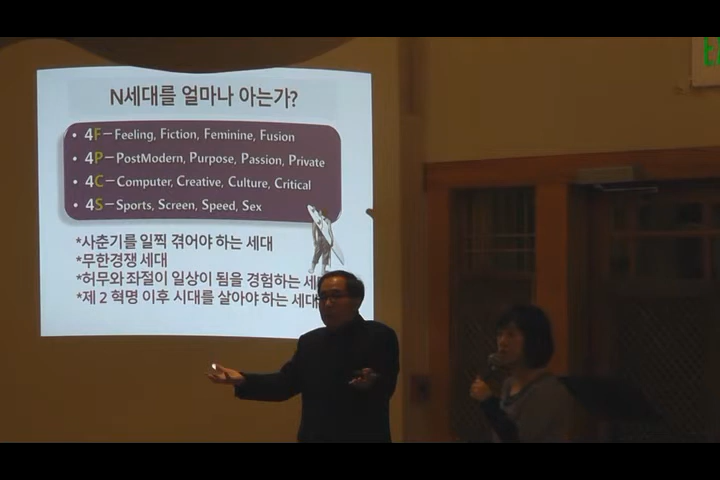 N세대를 얼마나 아는가?
• 4F－Feeling, Fiction, Feminine, Fusion
• 4P－PostModern, Purpose, Passion, Private
• 4C－Computer, Creative, Culture, Critical
• 4S－Sports, Screen, Speed, Sex
*사춘기를 일찍 겪어야 하는 세대
*무한경쟁 세대
*허무와 좌절이 일상이 됨을 경험하는
*제 2 혁명 이후 시대를 살아야 하는 세대